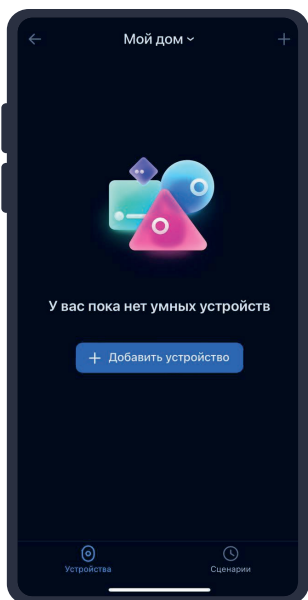 Мой дом
У вас пока нет умных устройств
Добавить устройство
Устройства
Сценарии